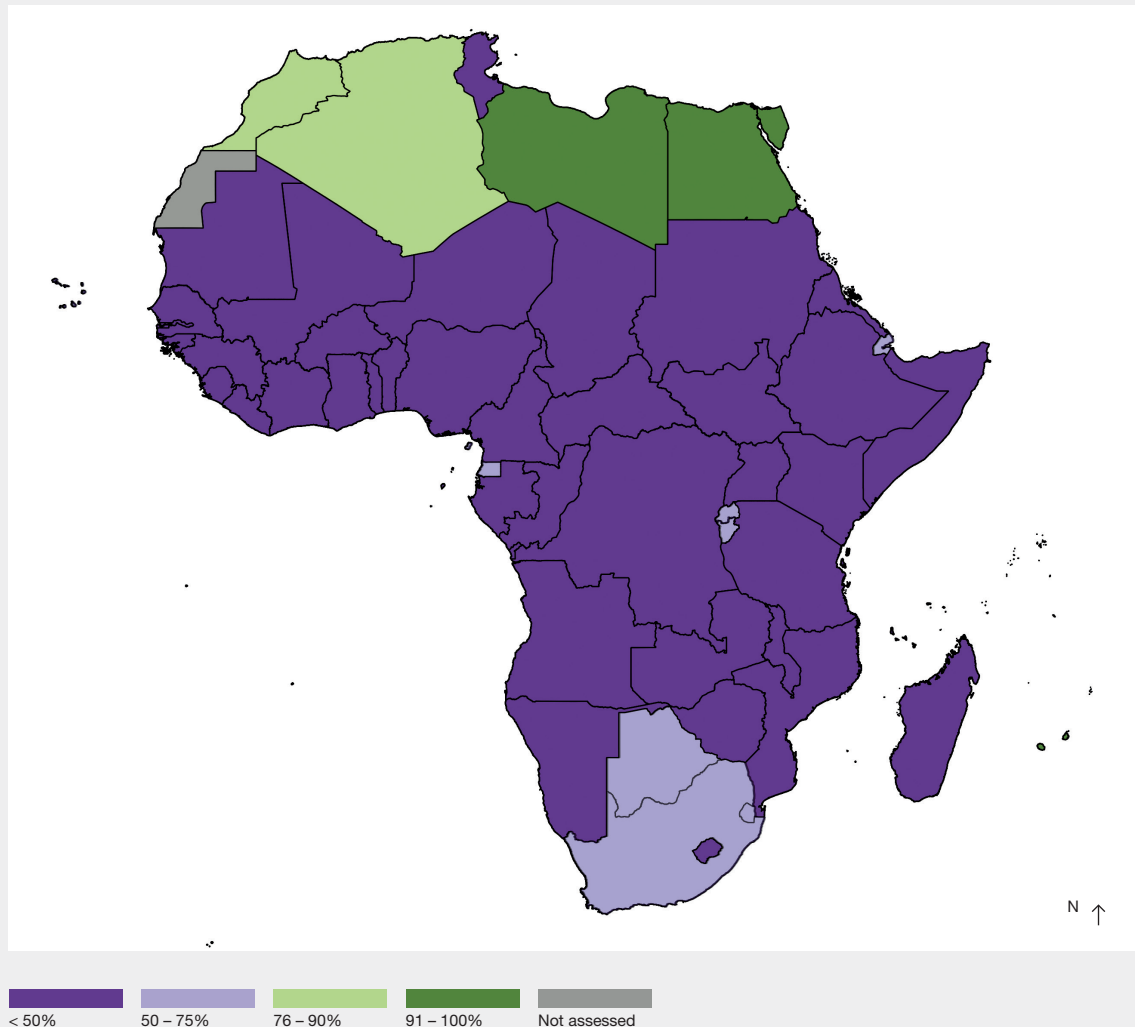 N
< 50%
50 – 75%
76 – 90%
91 – 100%
Not assessed